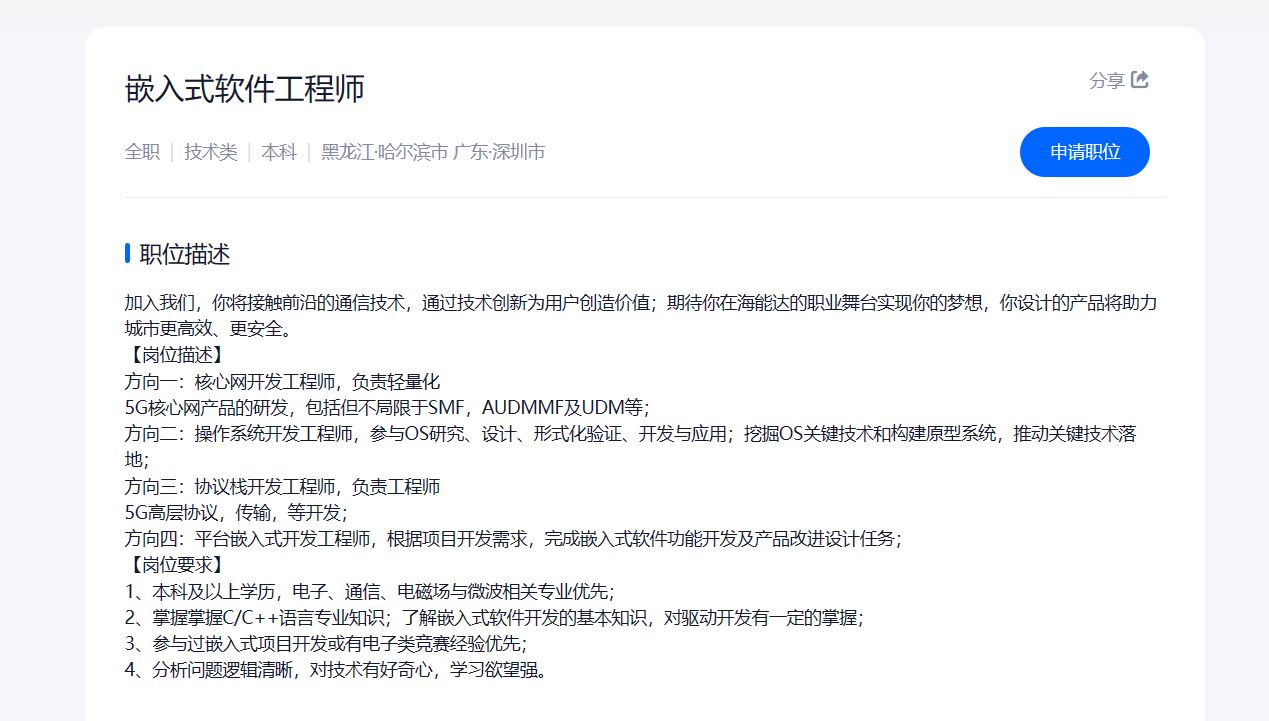 嵌入式软件工程师
分享
全职 | 技术类 | 本科 | 黑龙江·哈尔滨市 广东·深圳市
申请职位
职位描述
加入我们，你将接触前沿的通信技术，通过技术创新为用户创造价值；期待你在海能达的职业舞台实现你的梦想，你设计的产品将助力
城市更高效、更安全。
【岗位描述】
方向一：核心网开发工程师，负责轻量化
5G核心网产品的研发，包括但不局限于SMF，AUDMMF及UDM等；
方向二：操作系统开发工程师，参与OS研究、设计、形式化验证、开发与应用；挖掘OS关键技术和构建原型系统，推动关键技术落
地；
方向三：协议栈开发工程师，负责工程师
5G高层协议，传输，等开发；
方向四：平台嵌入式开发工程师，根据项目开发需求，完成嵌入式软件功能开发及产品改进设计任务；
【岗位要求】
1、本科及以上学历，电子、通信、电磁场与微波相关专业优先；
2、掌握掌握C/C++语言专业知识；了解嵌入式软件开发的基本知识，对驱动开发有一定的掌握；
3、参与过嵌入式项目开发或有电子类竞赛经验优先；
4、分析问题逻辑清晰，对技术有好奇心，学习欲望强。